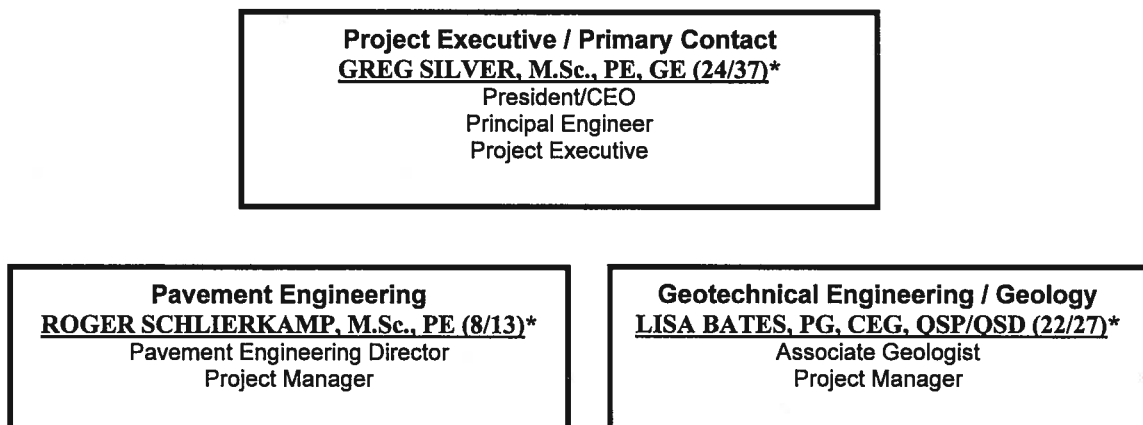 Project Executive / Primary Contact
GREG SILVER, M.Sc., PE, GE (24/37)*
President/CEO
Principal Engineer
Project Executive
Pavement Engineering
ROGER SCHLIERKAMP, M.Sc., PE (8/13)*
Pavement Engineering Director
Project Manager
Geotechnical Engineering / Geology
LISA BATES, PG, CEG, QSP/QSD (22/27)*
Associate Geologist
Project Manager